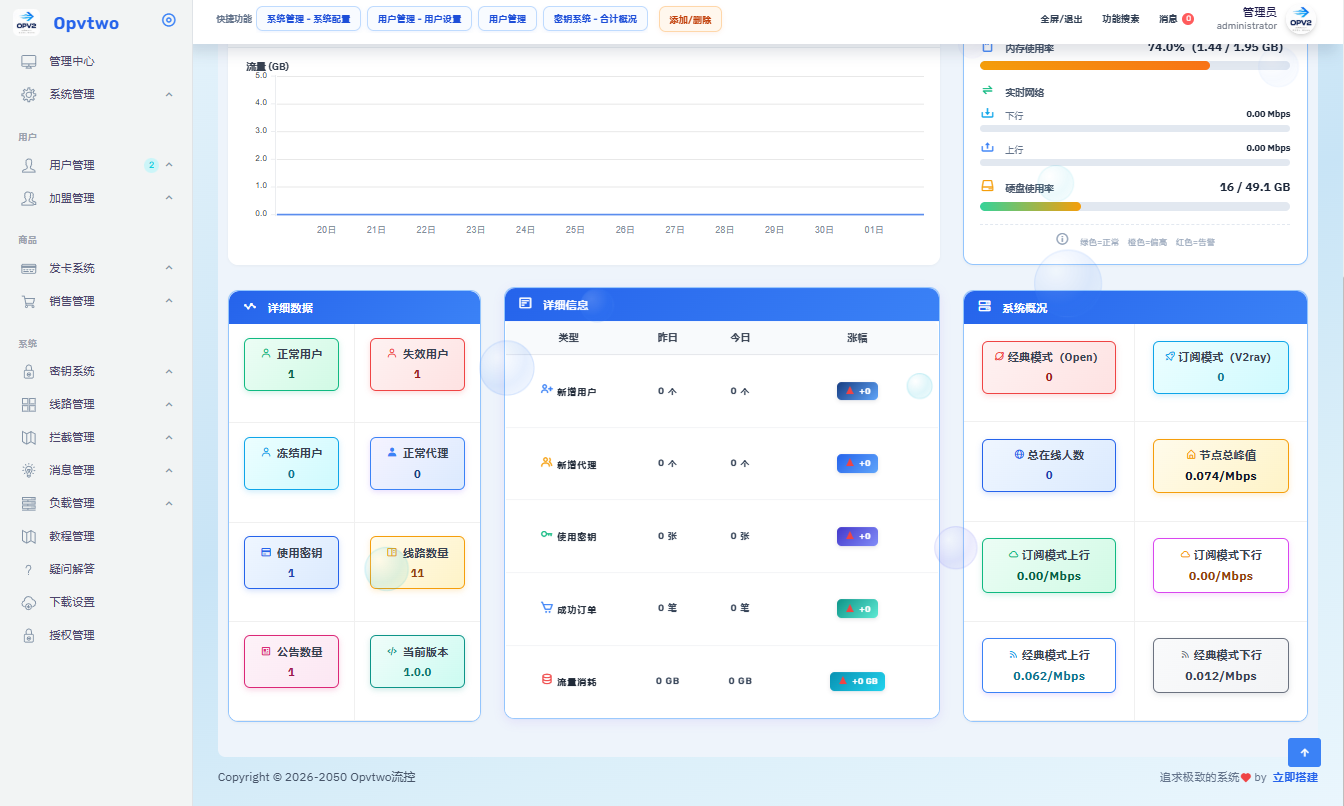 OPV2
Opvtwo
管理中心
系统管理
用户
用户管理 2
加盟管理
商品
发卡系统
销售管理
系统
密钥系统
线路管理
拦截管理
消息管理
负载管理
教程管理
疑问解答
下载设置
授权管理
快捷功能 系统管理 - 系统配置 用户管理 - 用户设置 用户管理 密钥系统 - 合计概况 添加/删除 全屏/退出 功能搜索 消息 0
管理员
administrator
OPV2
流量 (GB)
5.0
4.0
3.0
2.0
1.0
0.0
20日 21日 22日 23日 24日 25日 26日 27日 28日 29日 30日 01日
内存使用率 74.0% (1.44 / 1.95 GB)
实时网络
下行 0.00 Mbps
上行 0.00 Mbps
硬盘使用率 16 / 49.1 GB
绿色=正常 橙色=偏高 红色=告警
详细数据
正常用户
1
失效用户
1
冻结用户
0
正常代理
0
使用密钥
1
线路数量
11
公告数量
1
当前版本
1.0.0
详细信息
类型 昨日 今日 涨幅
新增用户 0 个 0 个 +0
新增代理 0 个 0 个 +0
使用密钥 0 张 0 张 +0
成功订单 0 笔 0 笔 +0
流量消耗 0 GB 0 GB +0 GB
系统概况
经典模式（Open）
0
订阅模式（V2ray）
0
总在线人数
0
节点总峰值
0.074/Mbps
订阅模式上行
0.00/Mbps
订阅模式下行
0.00/Mbps
经典模式上行
0.062/Mbps
经典模式下行
0.012/Mbps
Copyright © 2026-2050 Opvtwo流控
追求极致的系统 by 立即搭建